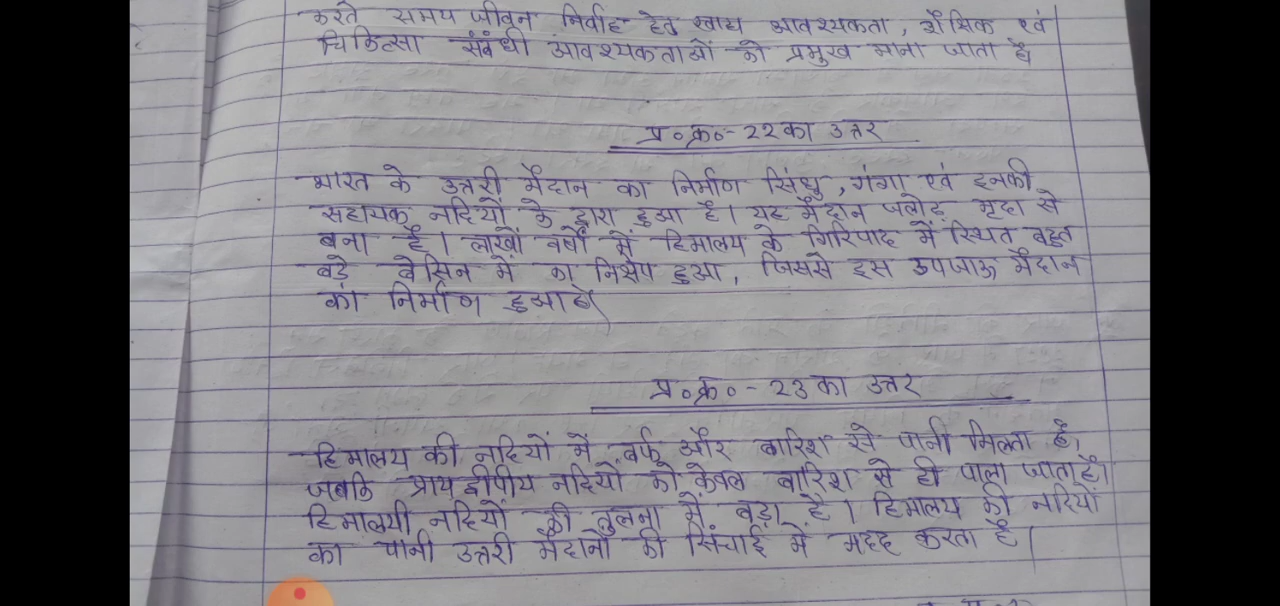 करते समय जीवन निर्वाह हेतु खाद्य आवश्यकता, शैक्षिक एवं
चिकित्सा संबंधी आवश्यकताओं को प्रमुख माना जाता है
प्र०क्र०-22का उत्तर
भारत के उत्तरी मैदान का निर्माण सिंधु, गंगा एवं इनकी
सहायक नदियों के द्वारा हुआ है। यह मैदान जलोढ़ मृदा से
बना है। लाखों वर्षों में हिमालय के गिरिपाद में स्थित बहुत
बड़े बेसिन में का निक्षेप हुआ, जिससे इस उपजाऊ मैदान
का निर्माण हुआ है।
प्र०क्र०-23का उत्तर
हिमालय की नदियों में बर्फ और बारिश से पानी मिलता है,
जबकि प्रायद्वीपीय नदियों को केवल बारिश से ही पाला जाता है।
हिमालयी नदियों की तुलना में बड़ा है। हिमालय की नदियों
का पानी उत्तरी मैदानों की सिंचाई में मदद करता है।